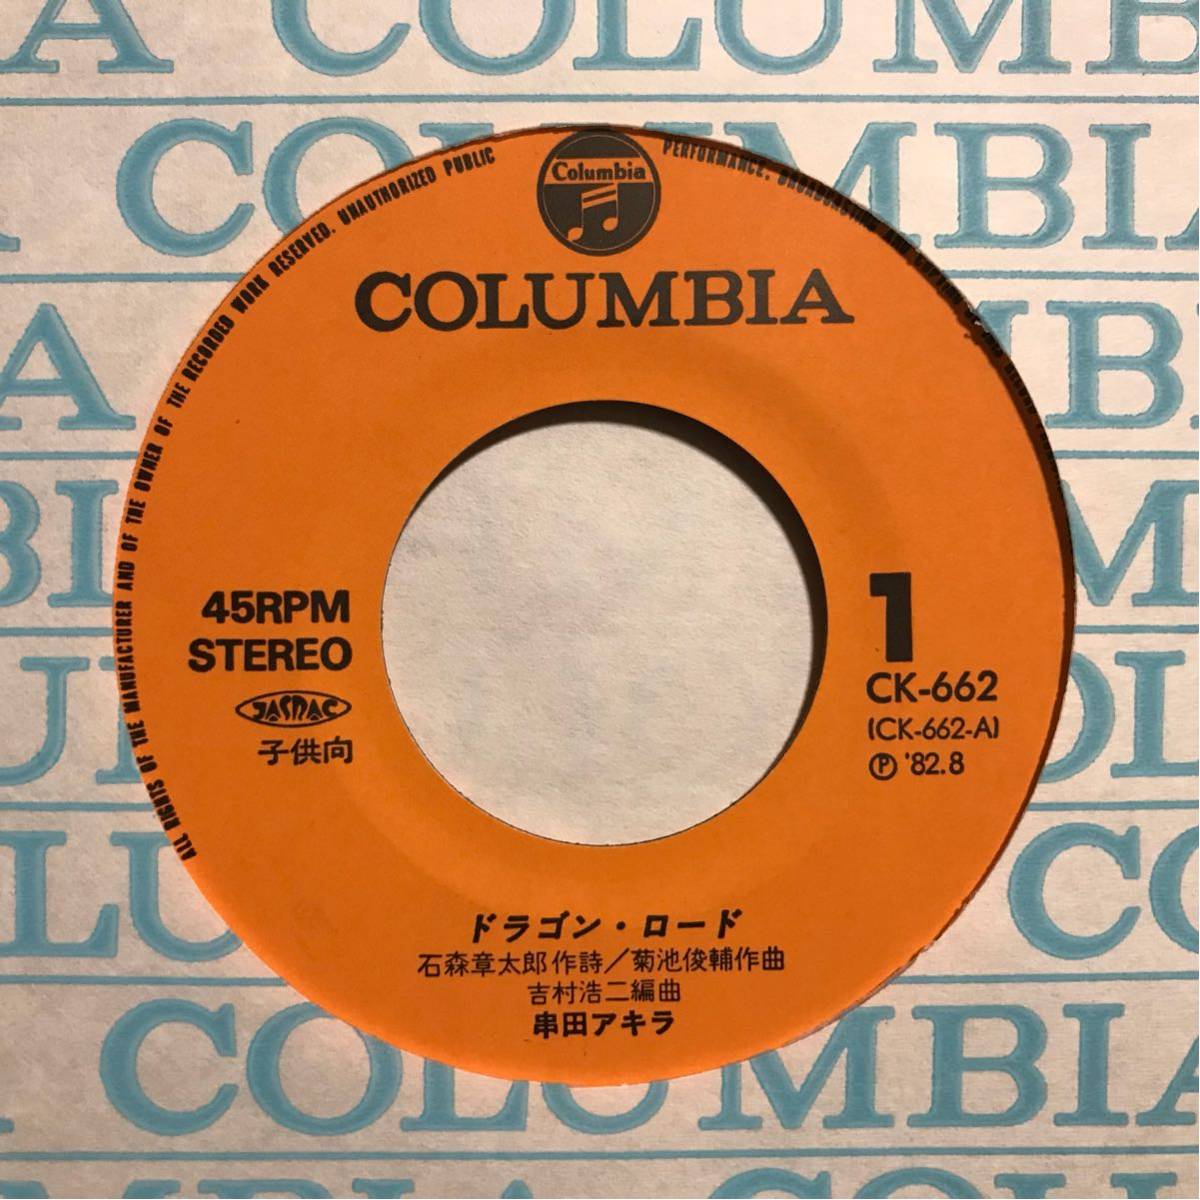 COLUMBIA
Columbia
COLUMBIA
ALL RIGHTS OF THE MANUFACTURER AND OF THE OWNER OF THE RECORDED WORK RESERVED. UNAUTHORIZED PUBLIC PERFORMANCE. BROADCASTING
45RPM
STEREO
JASRAC
子供向
1
CK-662
(CK-662-A)
Ⓟ '82.8
ドラゴン・ロード
石森章太郎作詩／菊池俊輔作曲
吉村浩二編曲
串田アキラ
COLUMBIA